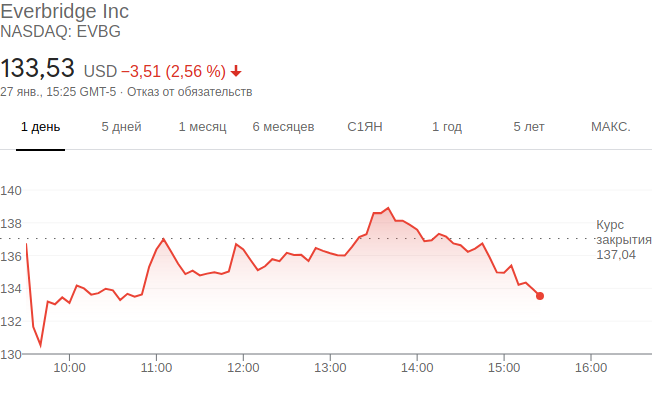 Everbridge Inc
NASDAQ: EVBG
133,53 USD −3,51 (2,56 %)
27 янв., 15:25 GMT-5 · Отказ от обязательств
1 день 5 дней 1 месяц 6 месяцев С1ЯН 1 год 5 лет МАКС.
140
138
Курс
закрытия
136
137,04
134
132
130
10:00 11:00 12:00 13:00 14:00 15:00 16:00